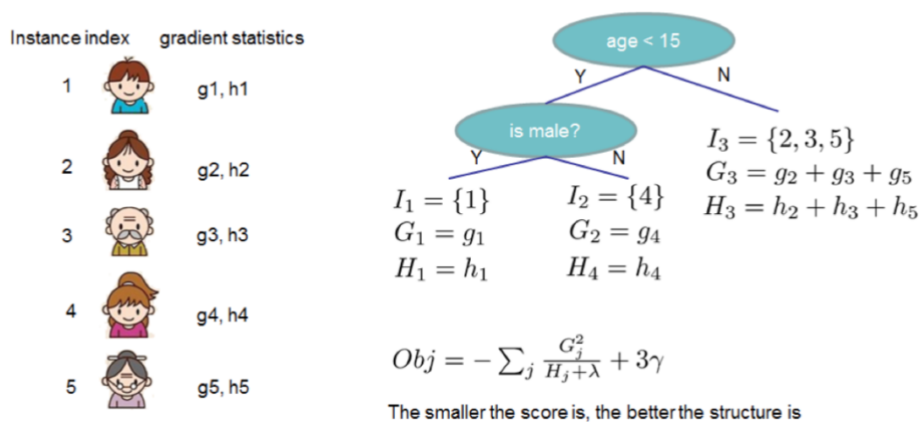 Instance index gradient statistics
1 g1, h1
2 g2, h2
3 g3, h3
4 g4, h4
5 g5, h5
age < 15
Y N
is male?
Y N
I₁ = {1}
G₁ = g₁
H₁ = h₁
I₂ = {4}
G₂ = g₄
H₄ = h₄
I₃ = {2, 3, 5}
G₃ = g₂ + g₃ + g₅
H₃ = h₂ + h₃ + h₅
Obj = − ∑ⱼ Gⱼ² / (Hⱼ+λ) + 3γ
The smaller the score is, the better the structure is